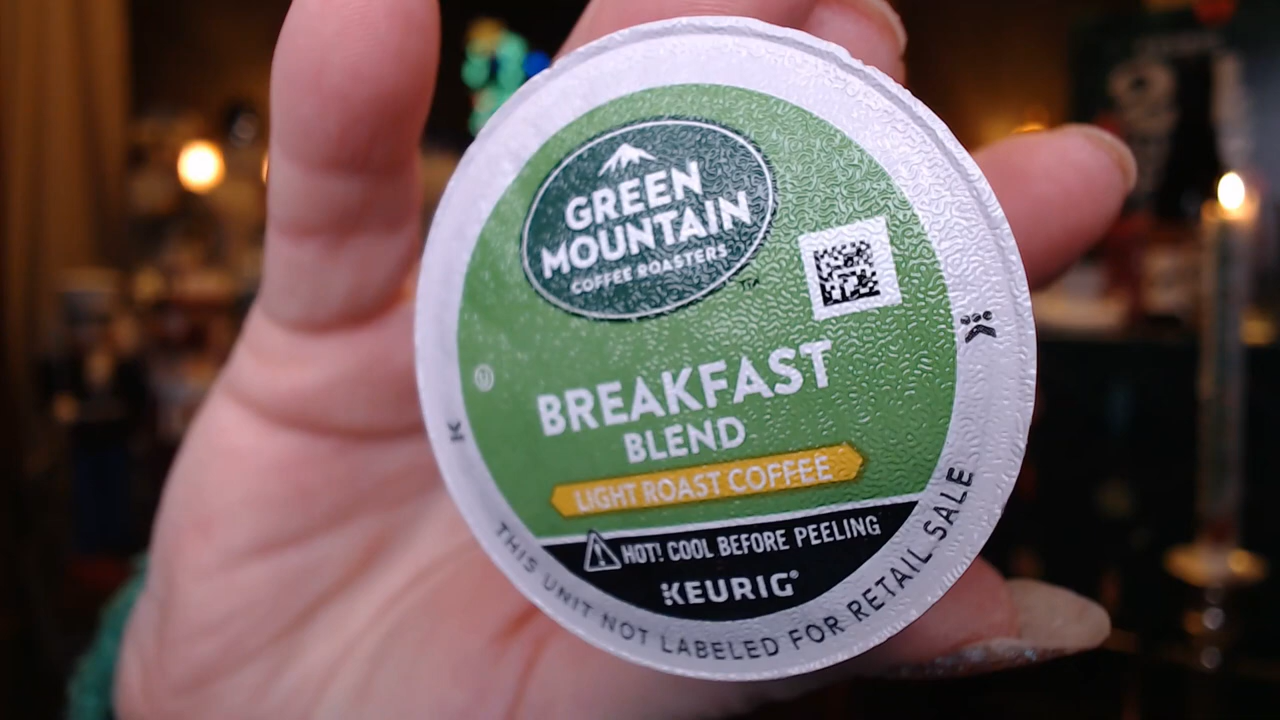 GREEN
MOUNTAIN
COFFEE ROASTERS
TM
BREAKFAST
BLEND
LIGHT ROAST COFFEE
HOT! COOL BEFORE PEELING
KEURIG®
THIS UNIT NOT LABELED FOR RETAIL SALE
K
U